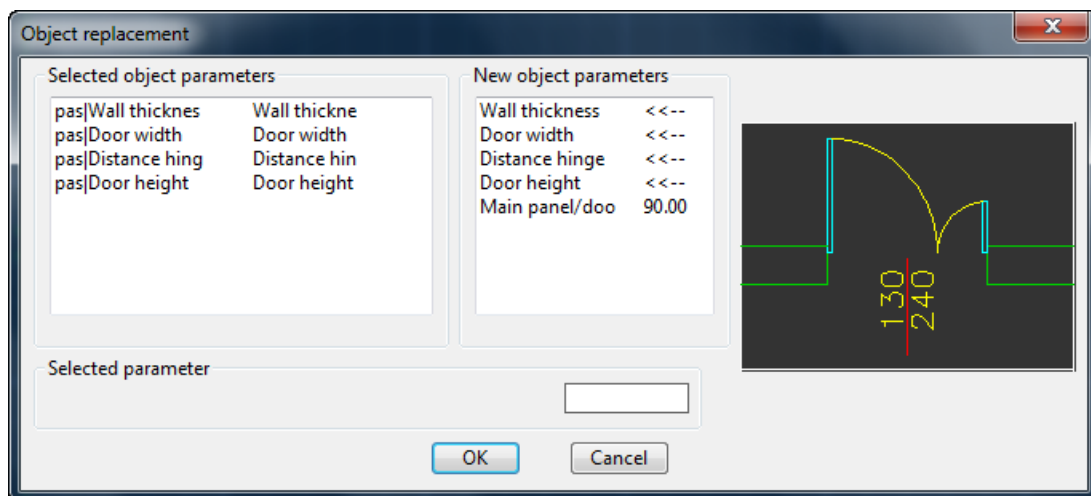 Object replacement
Selected object parameters
pas|Wall thicknes Wall thickne
pas|Door width Door width
pas|Distance hing Distance hin
pas|Door height Door height
New object parameters
Wall thickness <<--
Door width <<--
Distance hinge <<--
Door height <<--
Main panel/doo 90.00
130
240
Selected parameter
OK
Cancel